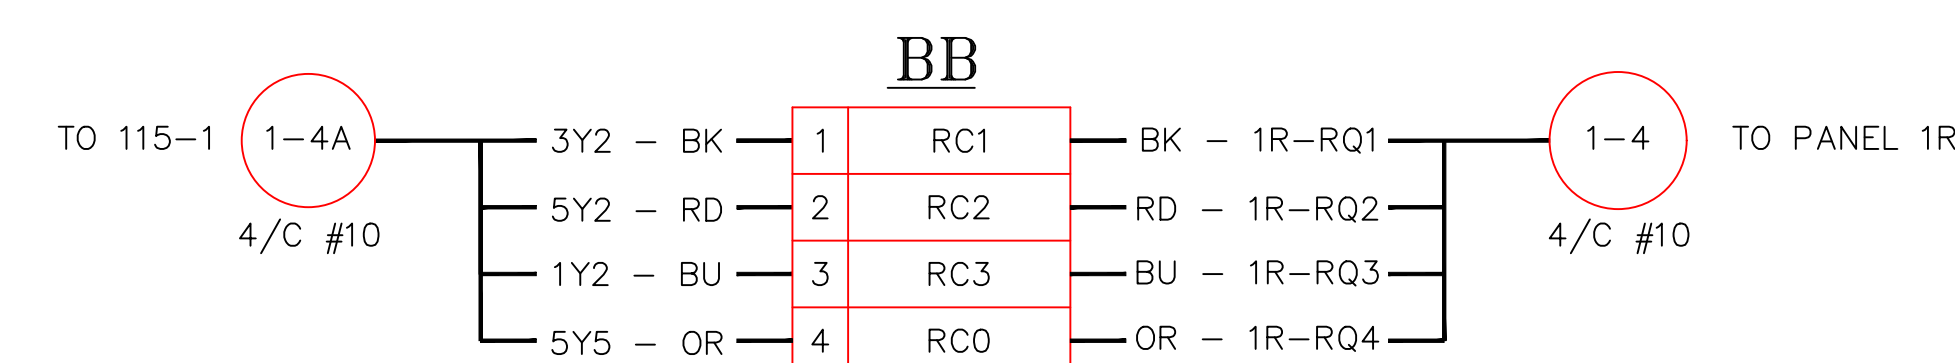 BB
TO 115-1 1-4A 3Y2 - BK 1 RC1 BK - 1R-RQ1 1-4 TO PANEL 1R
5Y2 - RD 2 RC2 RD - 1R-RQ2
4/C #10 4/C #10
1Y2 - BU 3 RC3 BU - 1R-RQ3
5Y5 - OR 4 RC0 OR - 1R-RQ4